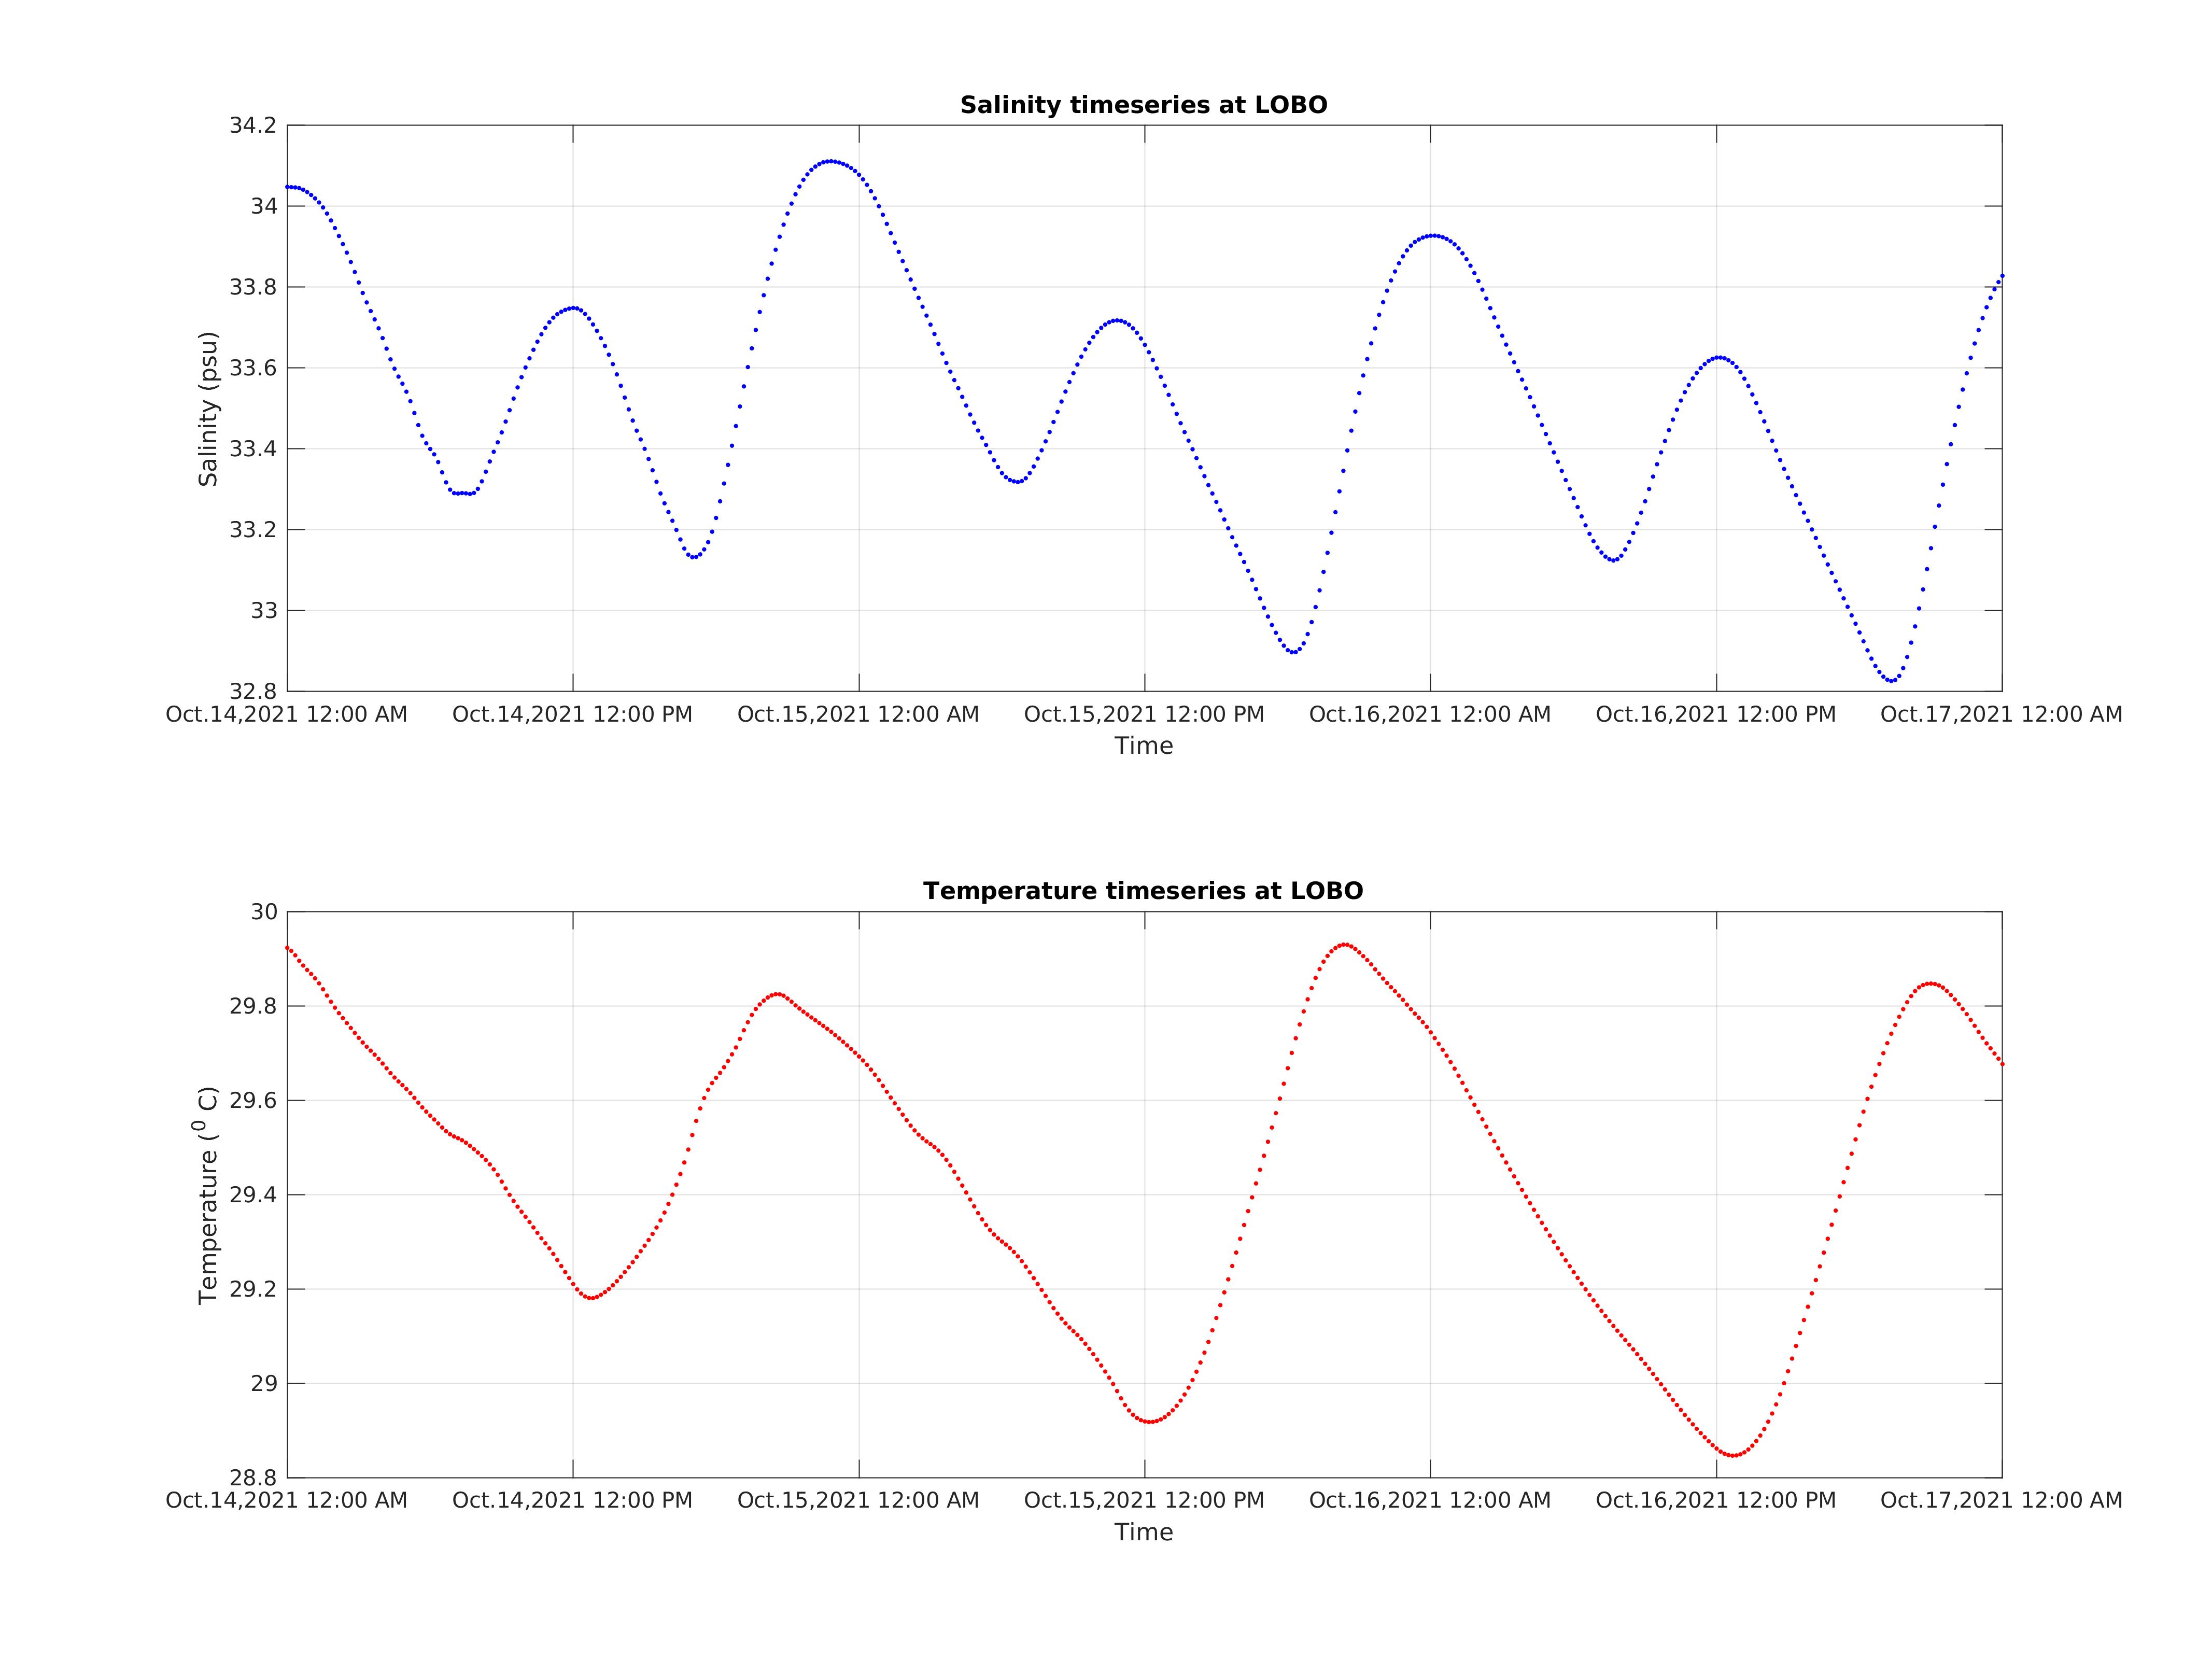 Salinity timeseries at LOBO
34.2
34
33.8
33.6
33.4
33.2
33
32.8
Salinity (psu)
Oct.14,2021 12:00 AM Oct.14,2021 12:00 PM Oct.15,2021 12:00 AM Oct.15,2021 12:00 PM Oct.16,2021 12:00 AM Oct.16,2021 12:00 PM Oct.17,2021 12:00 AM
Time
Temperature timeseries at LOBO
30
29.8
29.6
29.4
29.2
29
28.8
Temperature (⁰ C)
Oct.14,2021 12:00 AM Oct.14,2021 12:00 PM Oct.15,2021 12:00 AM Oct.15,2021 12:00 PM Oct.16,2021 12:00 AM Oct.16,2021 12:00 PM Oct.17,2021 12:00 AM
Time